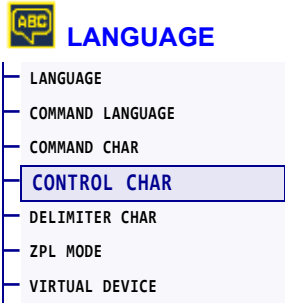 ABC
LANGUAGE
LANGUAGE
COMMAND LANGUAGE
COMMAND CHAR
CONTROL CHAR
DELIMITER CHAR
ZPL MODE
VIRTUAL DEVICE